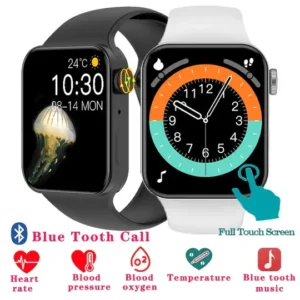 24°C
10:08
08-14 MON
12
1
2
3
4
5
6
7
8
9
10
11
Full Touch Screen
Blue Tooth Call
Heart rate
Blood pressure
Blood oxygen
Temperature
Blue tooth music